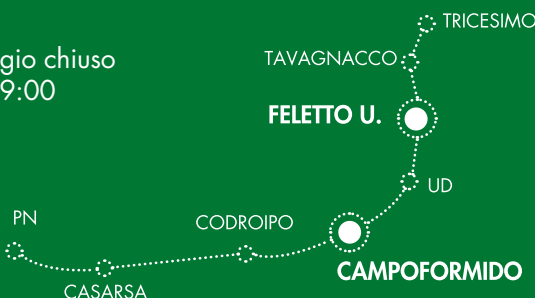 TRICESIMO
gio chiuso
9:00
TAVAGNACCO
FELETTO U.
UD
PN
CODROIPO
CAMPOFORMIDO
CASARSA